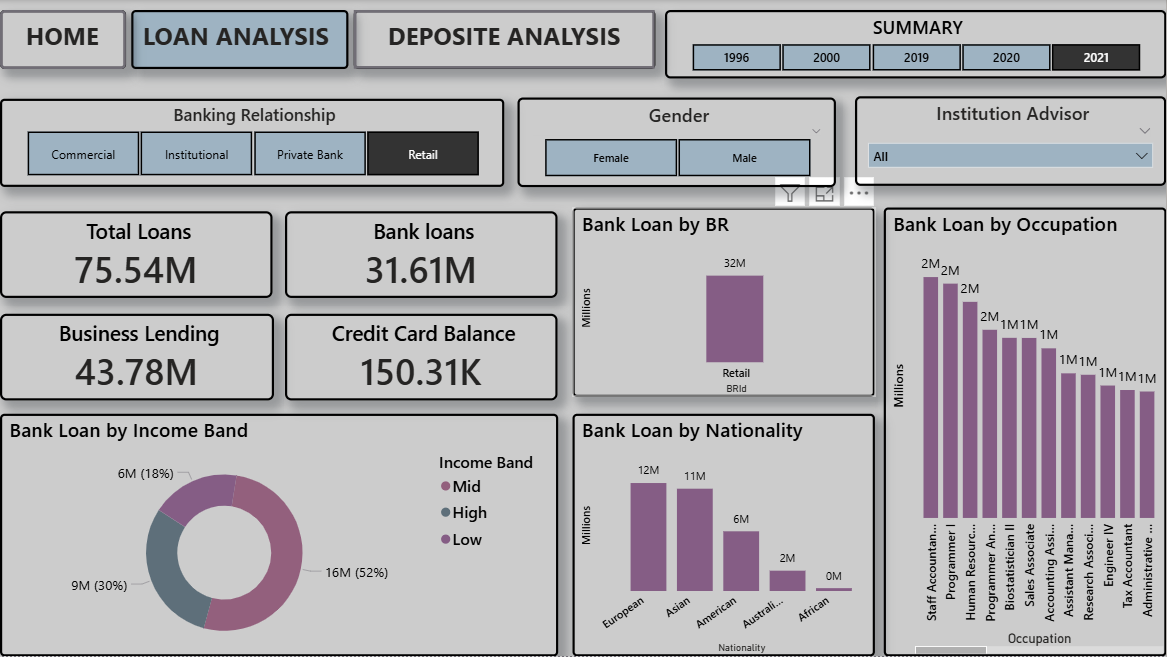 HOME
LOAN ANALYSIS
DEPOSITE ANALYSIS
SUMMARY
1996
2000
2019
2020
2021
Banking Relationship
Commercial
Institutional
Private Bank
Retail
Gender
Female
Male
Institution Advisor
All
Total Loans
75.54M
Bank loans
31.61M
Business Lending
43.78M
Credit Card Balance
150.31K
Bank Loan by BR
Millions
32M
Retail
BRId
Bank Loan by Occupation
Millions
2M
2M
2M
2M
1M
1M
1M
1M
1M
1M
1M
1M
Staff Accountan...
Programmer I
Human Resourc...
Programmer An...
Biostatistician II
Sales Associate
Accounting Assi...
Assistant Mana...
Research Associ...
Engineer IV
Tax Accountant
Administrative ...
Occupation
Bank Loan by Income Band
6M (18%)
9M (30%)
16M (52%)
Income Band
Mid
High
Low
Bank Loan by Nationality
Millions
12M
11M
6M
2M
0M
European
Asian
American
Australi...
African
Nationality